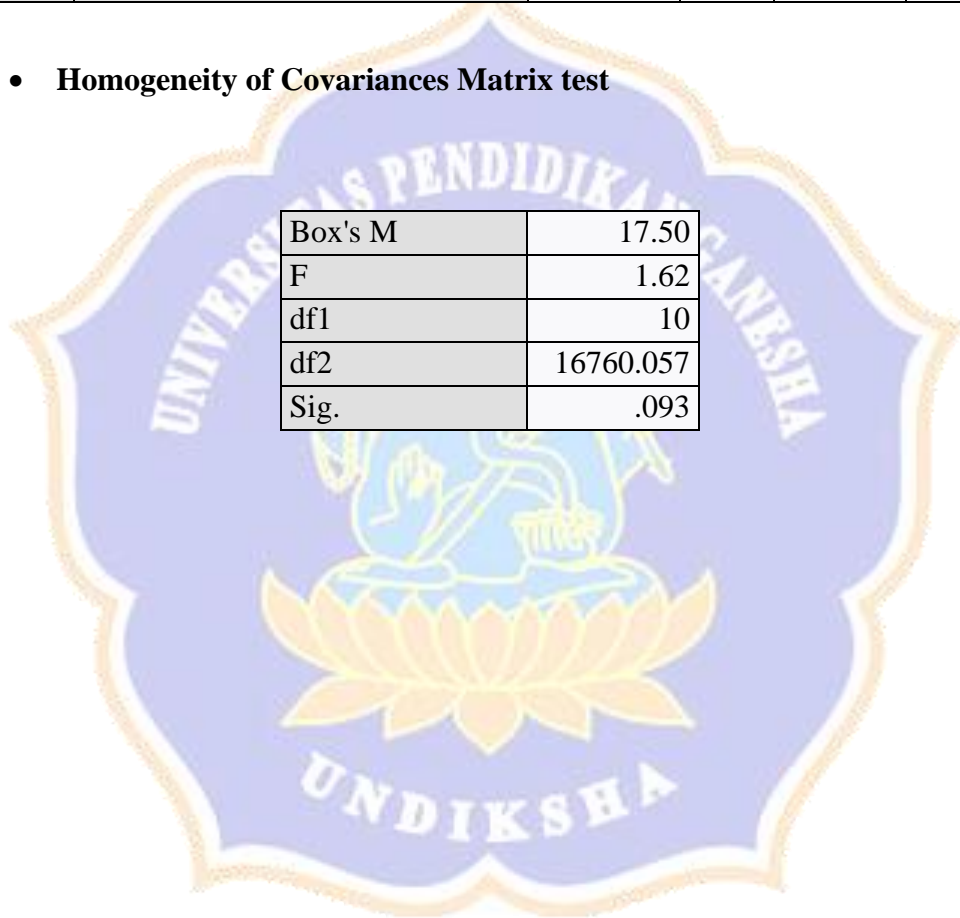 • Homogeneity of Covariances Matrix test
UNIVERSITAS PENDIDIKAN GANESHA
Box's M 17.50
F 1.62
df1 10
df2 16760.057
Sig. .093
UNDIKSHA